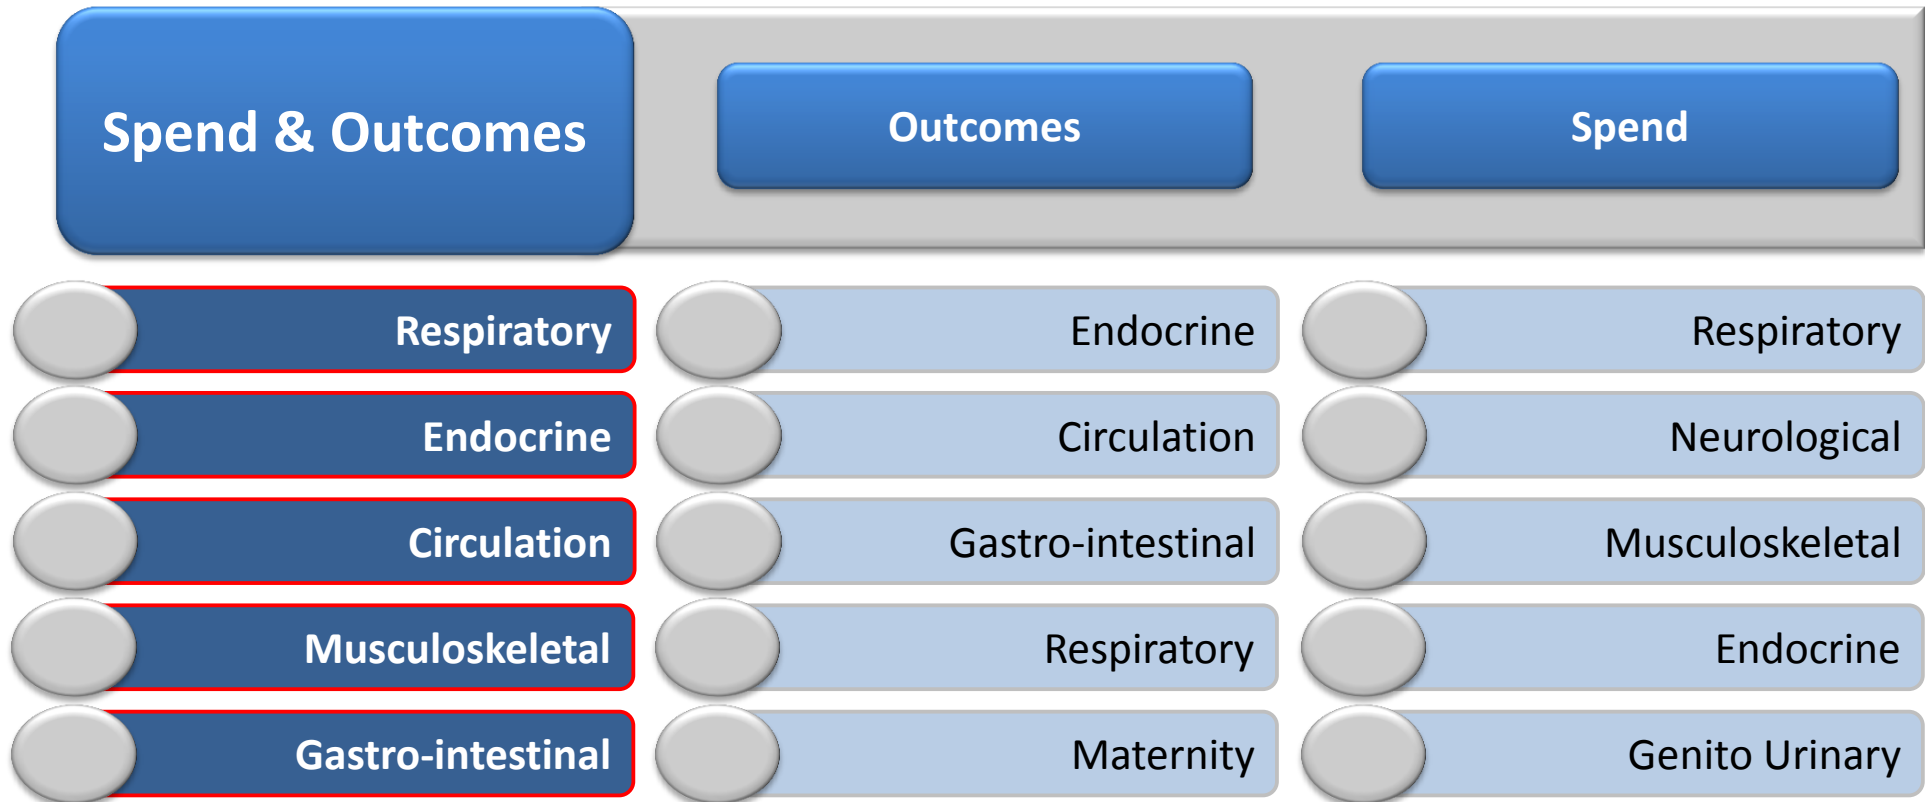 Spend & Outcomes
Outcomes
Spend
Respiratory
Endocrine
Respiratory
Endocrine
Circulation
Neurological
Circulation
Gastro-intestinal
Musculoskeletal
Musculoskeletal
Respiratory
Endocrine
Gastro-intestinal
Maternity
Genito Urinary